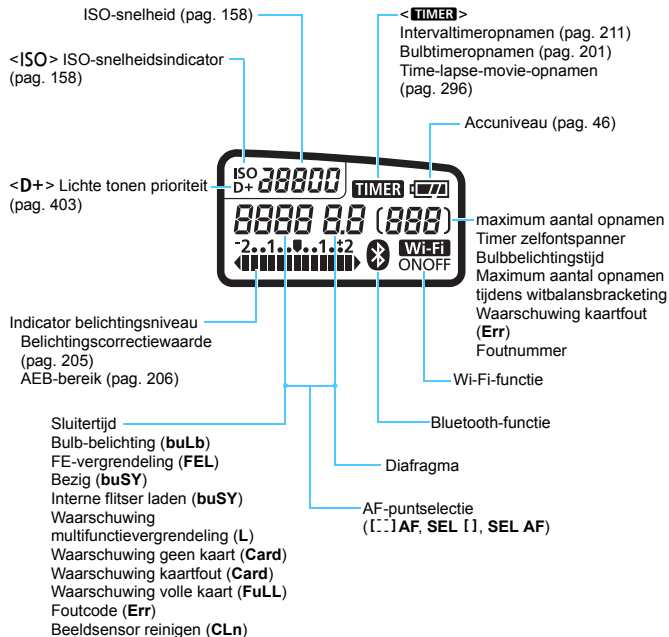 ISO-snelheid (pag. 158)
<ISO> ISO-snelheidsindicator
(pag. 158)
<D+> Lichte tonen prioriteit
(pag. 403)
<TIMER>
Intervaltimeropnamen (pag. 211)
Bulbtimeropnamen (pag. 201)
Time-lapse-movie-opnamen
(pag. 296)
Accuniveau (pag. 46)
ISO
D+ 28800 TIMER
8888 8.8 (888)
-2..1..0..1..+2 Wi-Fi
ONOFF
maximum aantal opnamen
Timer zelfontspanner
Bulbbelichtingstijd
Maximum aantal opnamen
tijdens witbalansbracketing
Waarschuwing kaartfout
(Err)
Foutnummer
Indicator belichtingsniveau
Belichtingscorrectiewaarde
(pag. 205)
AEB-bereik (pag. 206)
Wi-Fi-functie
Bluetooth-functie
Diafragma
AF-puntselectie
([ ] AF, SEL [ ], SEL AF)
Sluitertijd
Bulb-belichting (buLb)
FE-vergrendeling (FEL)
Bezig (buSY)
Interne flitser laden (buSY)
Waarschuwing
multifunctievergrendeling (L)
Waarschuwing geen kaart (Card)
Waarschuwing kaartfout (Card)
Waarschuwing volle kaart (FuLL)
Foutcode (Err)
Beeldsensor reinigen (CLn)